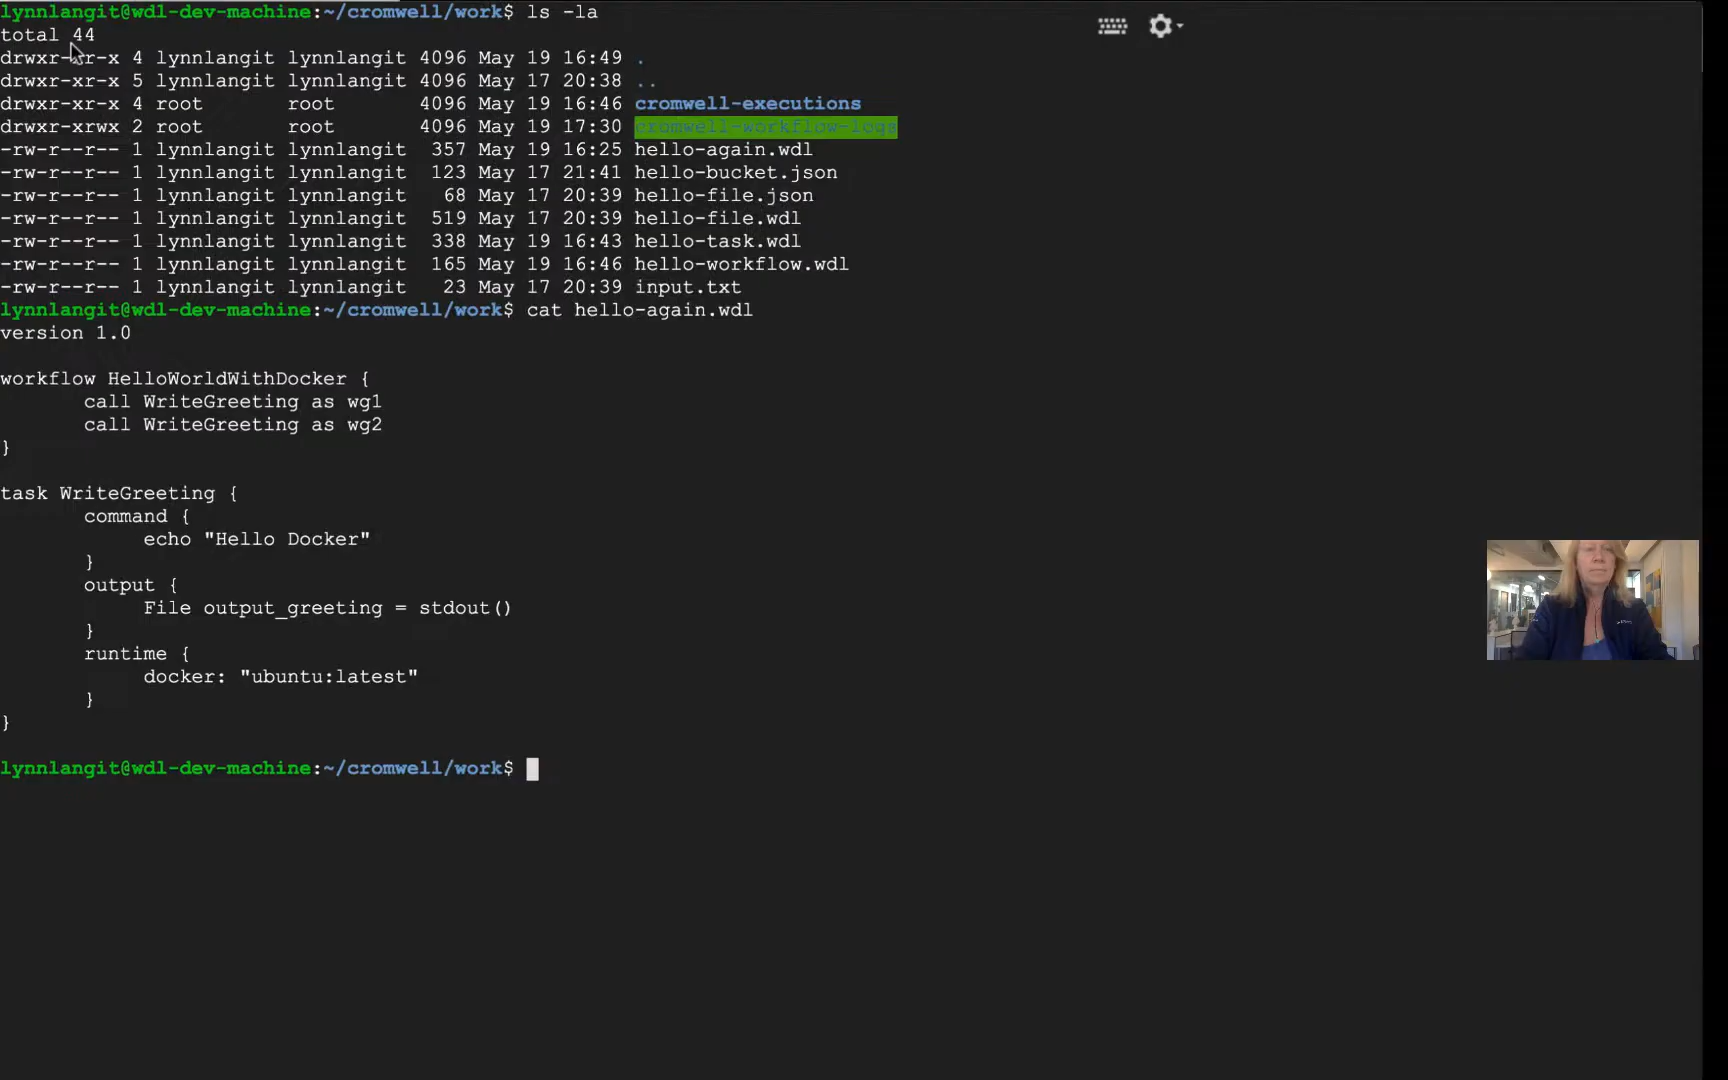 lynnlangit@wdl-dev-machine:~/cromwell/work$ ls -la
total 44
drwxr-xr-x 4 lynnlangit lynnlangit 4096 May 19 16:49 .
drwxr-xr-x 5 lynnlangit lynnlangit 4096 May 17 20:38 ..
drwxr-xr-x 4 root root 4096 May 19 16:46 cromwell-executions
drwxr-xrwx 2 root root 4096 May 19 17:30 cromwell-workflow-logs
-rw-r--r-- 1 lynnlangit lynnlangit 357 May 19 16:25 hello-again.wdl
-rw-r--r-- 1 lynnlangit lynnlangit 123 May 17 21:41 hello-bucket.json
-rw-r--r-- 1 lynnlangit lynnlangit 68 May 17 20:39 hello-file.json
-rw-r--r-- 1 lynnlangit lynnlangit 519 May 17 20:39 hello-file.wdl
-rw-r--r-- 1 lynnlangit lynnlangit 338 May 19 16:43 hello-task.wdl
-rw-r--r-- 1 lynnlangit lynnlangit 165 May 19 16:46 hello-workflow.wdl
-rw-r--r-- 1 lynnlangit lynnlangit 23 May 17 20:39 input.txt
lynnlangit@wdl-dev-machine:~/cromwell/work$ cat hello-again.wdl
version 1.0
workflow HelloWorldWithDocker {
call WriteGreeting as wg1
call WriteGreeting as wg2
}
task WriteGreeting {
command {
echo "Hello Docker"
}
output {
File output_greeting = stdout()
}
runtime {
docker: "ubuntu:latest"
}
}
lynnlangit@wdl-dev-machine:~/cromwell/work$